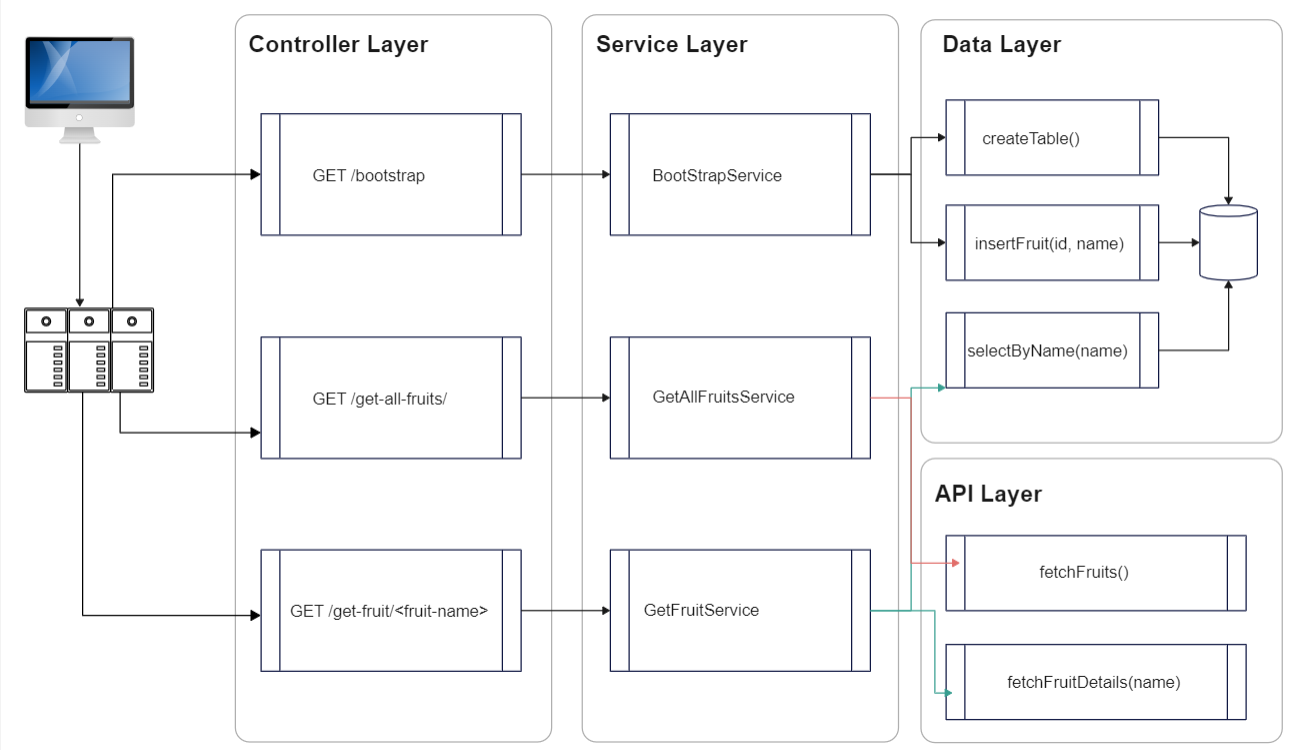 Controller Layer
Service Layer
Data Layer
GET /bootstrap
BootStrapService
createTable()
insertFruit(id, name)
selectByName(name)
GET /get-all-fruits/
GetAllFruitsService
API Layer
fetchFruits()
GET /get-fruit/<fruit-name>
GetFruitService
fetchFruitDetails(name)